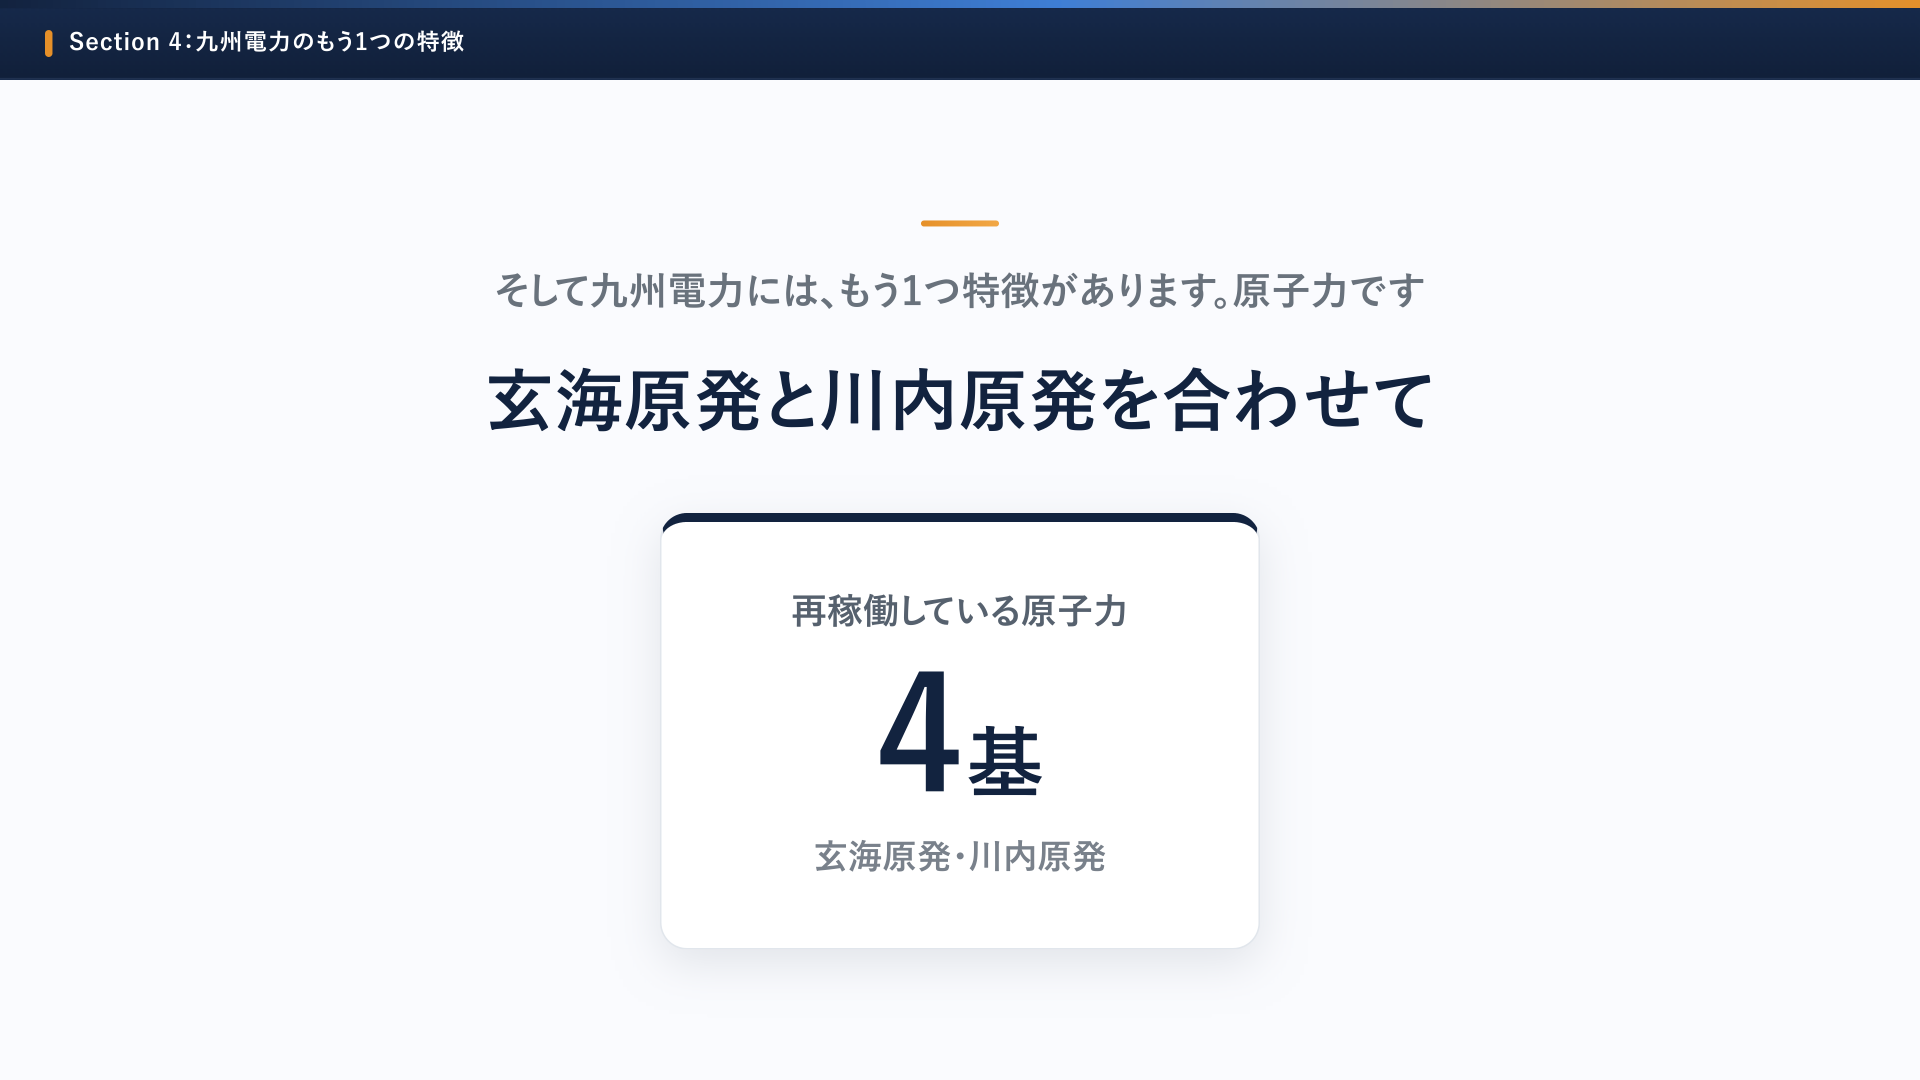 Section 4：九州電力のもう1つの特徴
そして九州電力には、もう1つ特徴があります。原子力です
玄海原発と川内原発を合わせて
再稼働している原子力
4基
玄海原発・川内原発